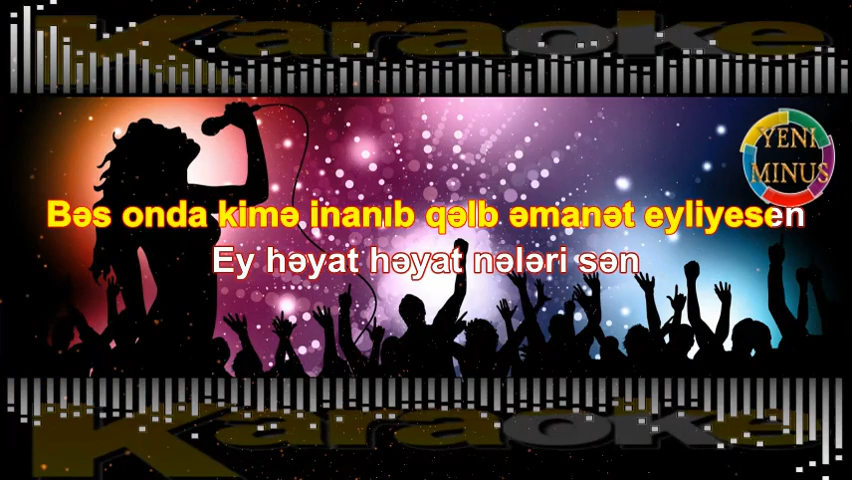 Karaoke
YENI
MINUS
Bəs onda kimə inanıb qəlb əmanət eyliyesen
Ey həyat həyat nələri sən
Karaoke